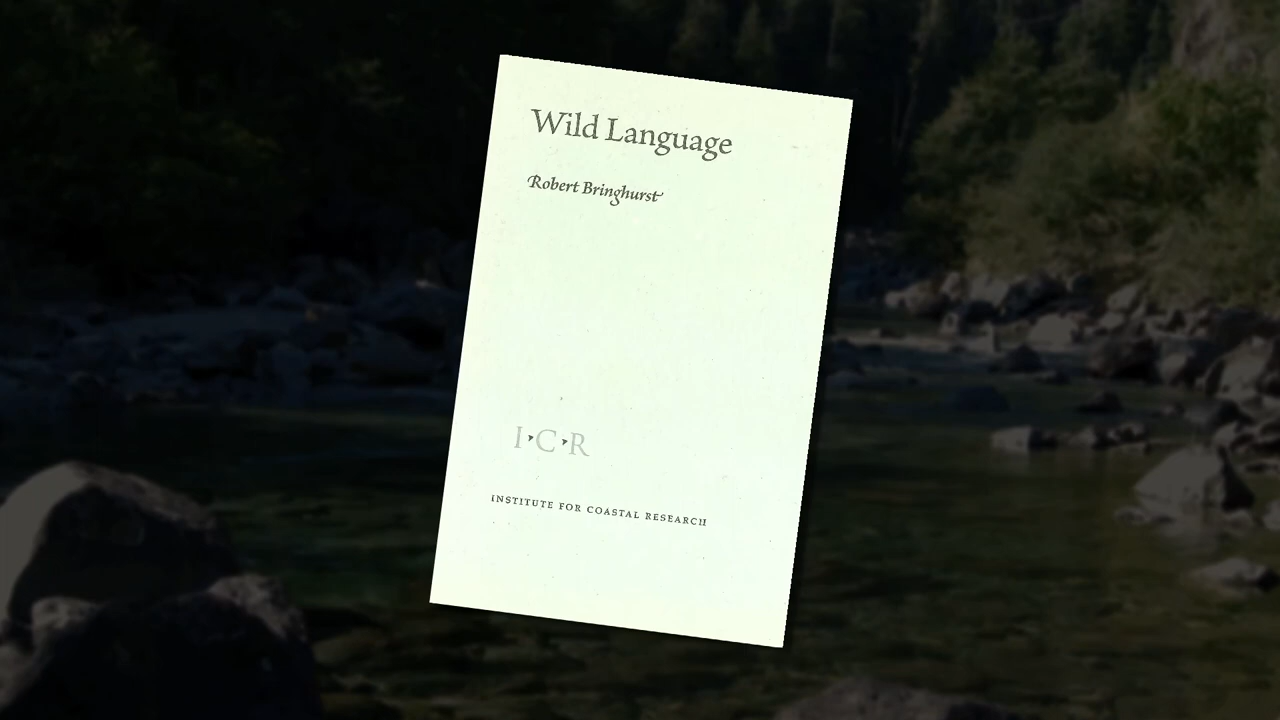 Wild Language
Robert Bringhurst
I·C·R
INSTITUTE FOR COASTAL RESEARCH